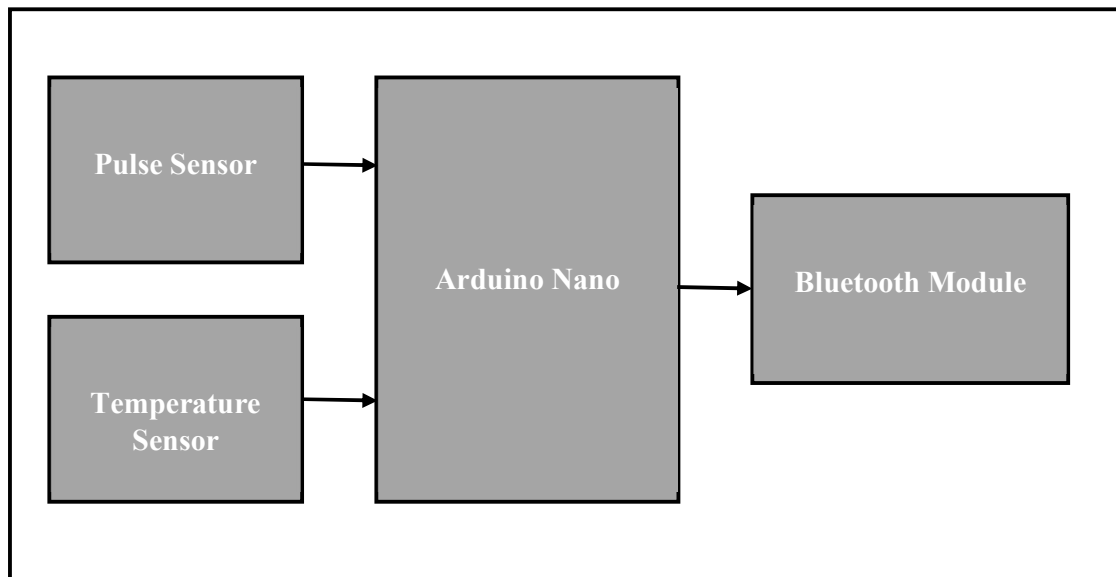 Pulse Sensor
Arduino Nano
Bluetooth Module
Temperature
Sensor